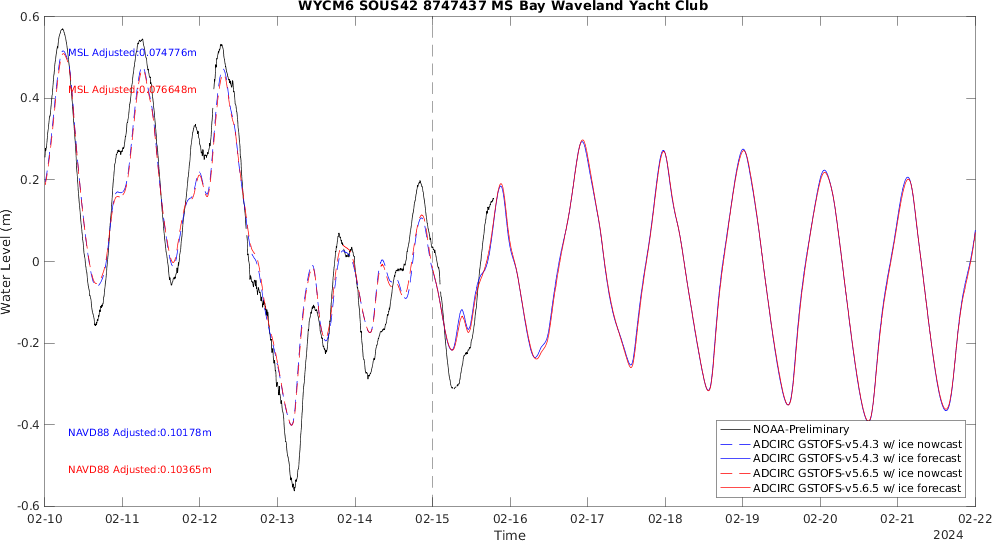 WYCM6 SOUS42 8747437 MS Bay Waveland Yacht Club
0.6
0.4
0.2
0
-0.2
-0.4
-0.6
Water Level (m)
MSL Adjusted:0.074776m
MSL Adjusted:0.076648m
NAVD88 Adjusted:0.10178m
NAVD88 Adjusted:0.10365m
NOAA-Preliminary
ADCIRC GSTOFS-v5.4.3 w/ ice nowcast
ADCIRC GSTOFS-v5.4.3 w/ ice forecast
ADCIRC GSTOFS-v5.6.5 w/ ice nowcast
ADCIRC GSTOFS-v5.6.5 w/ ice forecast
02-10 02-11 02-12 02-13 02-14 02-15 02-16 02-17 02-18 02-19 02-20 02-21 02-22
Time
2024